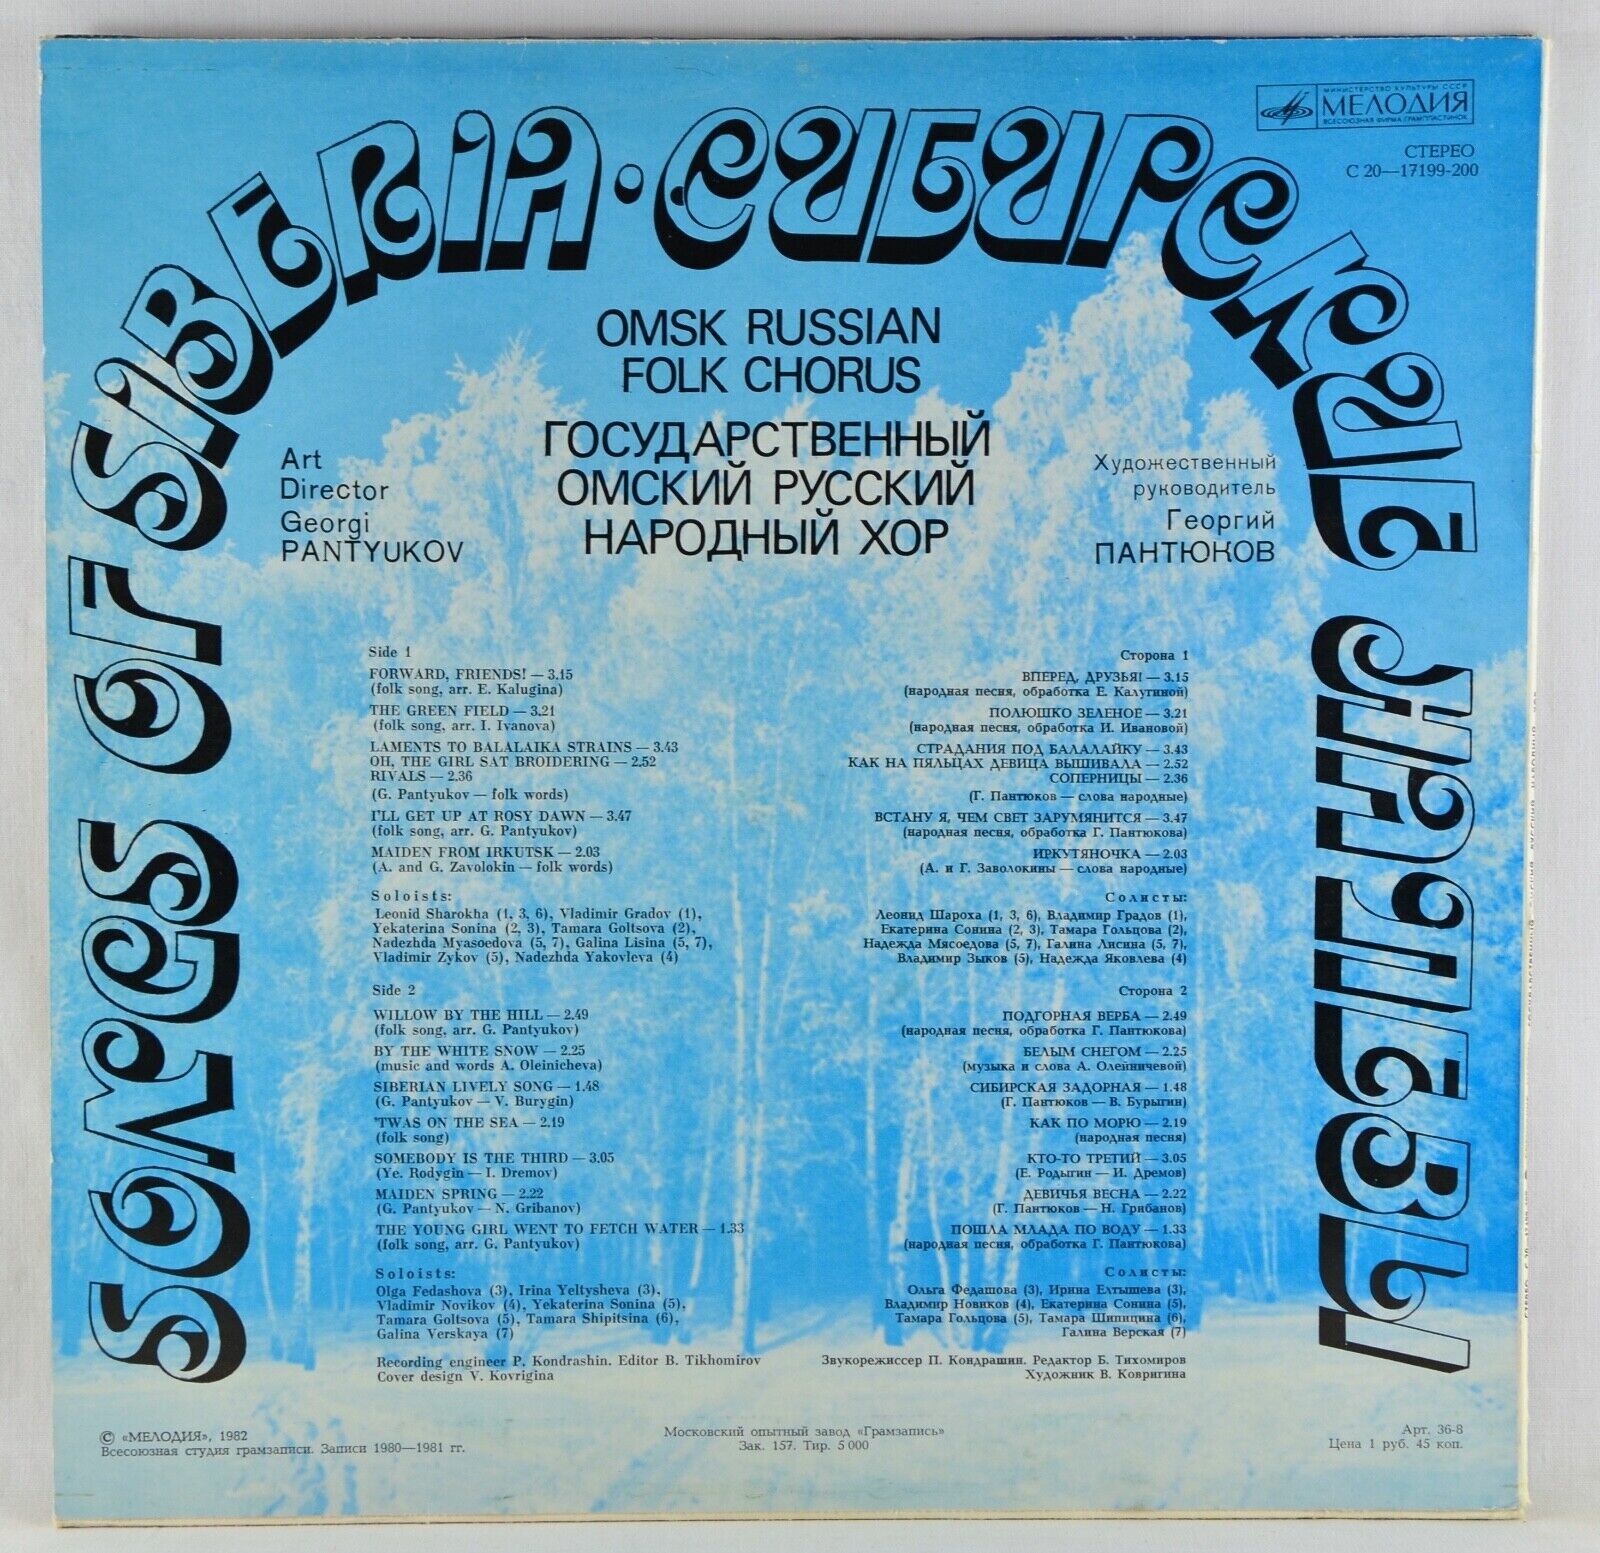 МИНИСТЕРСТВО КУЛЬТУРЫ СССР
МЕЛОДИЯ
ВСЕСОЮЗНАЯ ФИРМА ГРАМПЛАСТИНОК
СТЕРЕО
С 20—17199-200
SONGS OF SIBERIA · СИБИРСКИЕ НАПЕВЫ
OMSK RUSSIAN
FOLK CHORUS
ГОСУДАРСТВЕННЫЙ
ОМСКИЙ РУССКИЙ
НАРОДНЫЙ ХОР
Art
Director
Georgi
PANTYUKOV
Художественный
руководитель
Георгий
ПАНТЮКОВ
Side 1
FORWARD, FRIENDS! — 3.15
(folk song, arr. E. Kalugina)
THE GREEN FIELD — 3.21
(folk song, arr. I. Ivanova)
LAMENTS TO BALALAIKA STRAINS — 3.43
OH, THE GIRL SAT BROIDERING — 2.52
RIVALS — 2.36
(G. Pantyukov — folk words)
I'LL GET UP AT ROSY DAWN — 3.47
(folk song, arr. G. Pantyukov)
MAIDEN FROM IRKUTSK — 2.03
(A. and G. Zavolokin — folk words)
Soloists:
Leonid Sharokha (1, 3, 6), Vladimir Gradov (1),
Yekaterina Sonina (2, 3), Tamara Goltsova (2),
Nadezhda Myasoedova (5, 7), Galina Lisina (5, 7),
Vladimir Zykov (5), Nadezhda Yakovleva (4)
Side 2
WILLOW BY THE HILL — 2.49
(folk song, arr. G. Pantyukov)
BY THE WHITE SNOW — 2.25
(music and words A. Oleinicheva)
SIBERIAN LIVELY SONG — 1.48
(G. Pantyukov — V. Burygin)
'TWAS ON THE SEA — 2.19
(folk song)
SOMEBODY IS THE THIRD — 3.05
(Ye. Rodygin — I. Dremov)
MAIDEN SPRING — 2.22
(G. Pantyukov — N. Gribanov)
THE YOUNG GIRL WENT TO FETCH WATER — 1.33
(folk song, arr. G. Pantyukov)
Soloists:
Olga Fedashova (3), Irina Yeltysheva (3),
Vladimir Novikov (4), Yekaterina Sonina (5),
Tamara Goltsova (5), Tamara Shipitsina (6),
Galina Verskaya (7)
Recording engineer P. Kondrashin. Editor B. Tikhomirov
Cover design V. Kovrigina
Сторона 1
ВПЕРЕД, ДРУЗЬЯ! — 3.15
(народная песня, обработка Е. Калугиной)
ПОЛЮШКО ЗЕЛЕНОЕ — 3.21
(народная песня, обработка И. Ивановой)
СТРАДАНИЯ ПОД БАЛАЛАЙКУ — 3.43
КАК НА ПЯЛЬЦАХ ДЕВИЦА ВЫШИВАЛА — 2.52
СОПЕРНИЦЫ — 2.36
(Г. Пантюков — слова народные)
ВСТАНУ Я, ЧЕМ СВЕТ ЗАРУМЯНИТСЯ — 3.47
(народная песня, обработка Г. Пантюкова)
ИРКУТЯНОЧКА — 2.03
(А. и Г. Заволокины — слова народные)
Солисты:
Леонид Шароха (1, 3, 6), Владимир Градов (1),
Екатерина Сонина (2, 3), Тамара Гольцова (2),
Надежда Мясоедова (5, 7), Галина Лисина (5, 7),
Владимир Зыков (5), Надежда Яковлева (4)
Сторона 2
ПОДГОРНАЯ ВЕРБА — 2.49
(народная песня, обработка Г. Пантюкова)
БЕЛЫМ СНЕГОМ — 2.25
(музыка и слова А. Олейничевой)
СИБИРСКАЯ ЗАДОРНАЯ — 1.48
(Г. Пантюков — В. Бурыгин)
КАК ПО МОРЮ — 2.19
(народная песня)
КТО-ТО ТРЕТИЙ — 3.05
(Е. Родыгин — И. Дремов)
ДЕВИЧЬЯ ВЕСНА — 2.22
(Г. Пантюков — Н. Грибанов)
ПОШЛА МЛАДА ПО ВОДУ — 1.33
(народная песня, обработка Г. Пантюкова)
Солисты:
Ольга Федашова (3), Ирина Елтышева (3),
Владимир Новиков (4), Екатерина Сонина (5),
Тамара Гольцова (5), Тамара Шипицина (6),
Галина Верская (7)
Звукорежиссер П. Кондрашин. Редактор Б. Тихомиров
Художник В. Ковригина
© «МЕЛОДИЯ», 1982
Всесоюзная студия грамзаписи. Записи 1980—1981 гг.
Московский опытный завод «Грамзапись»
Зак. 157. Тир. 5 000
Арт. 36-8
Цена 1 руб. 45 коп.